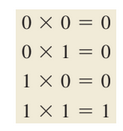 0 × 0 = 0
0 × 1 = 0
1 × 0 = 0
1 × 1 = 1